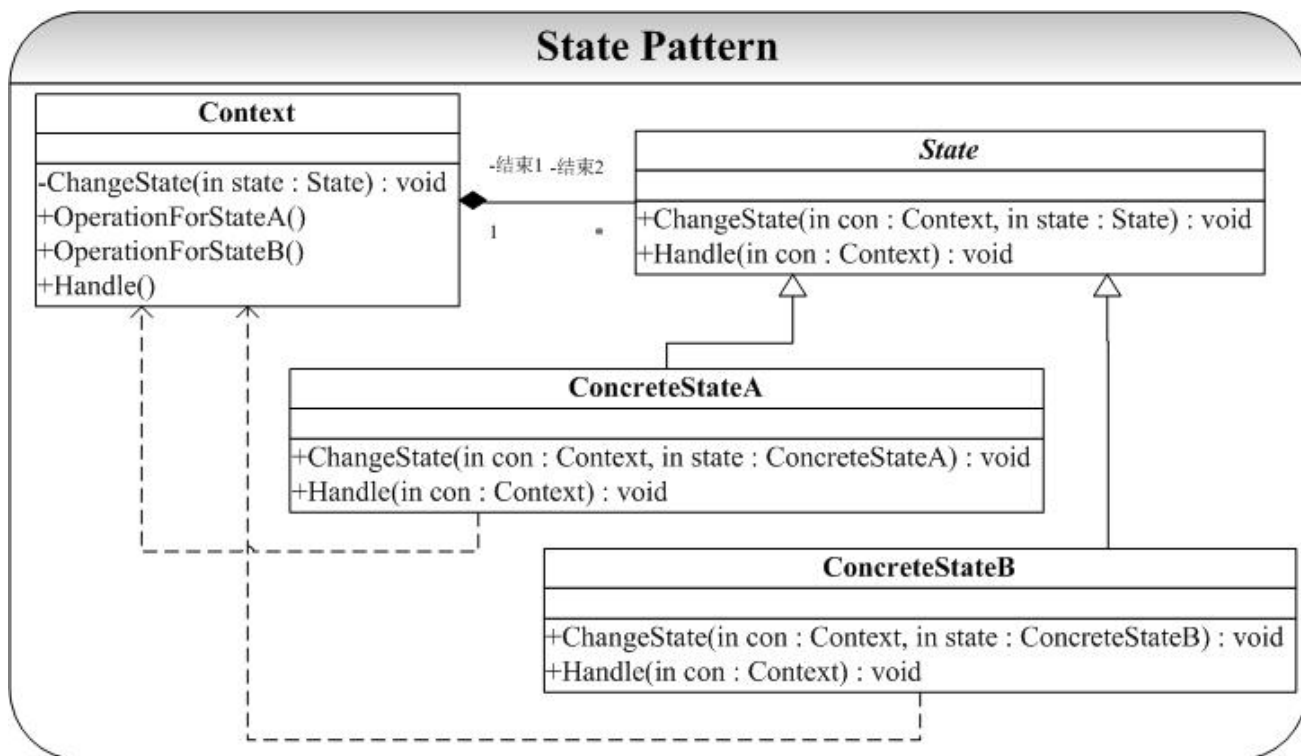 State Pattern
Context
-ChangeState(in state : State) : void
+OperationForStateA()
+OperationForStateB()
+Handle()
-结束1 -结束2
1 *
State
+ChangeState(in con : Context, in state : State) : void
+Handle(in con : Context) : void
ConcreteStateA
+ChangeState(in con : Context, in state : ConcreteStateA) : void
+Handle(in con : Context) : void
ConcreteStateB
+ChangeState(in con : Context, in state : ConcreteStateB) : void
+Handle(in con : Context) : void